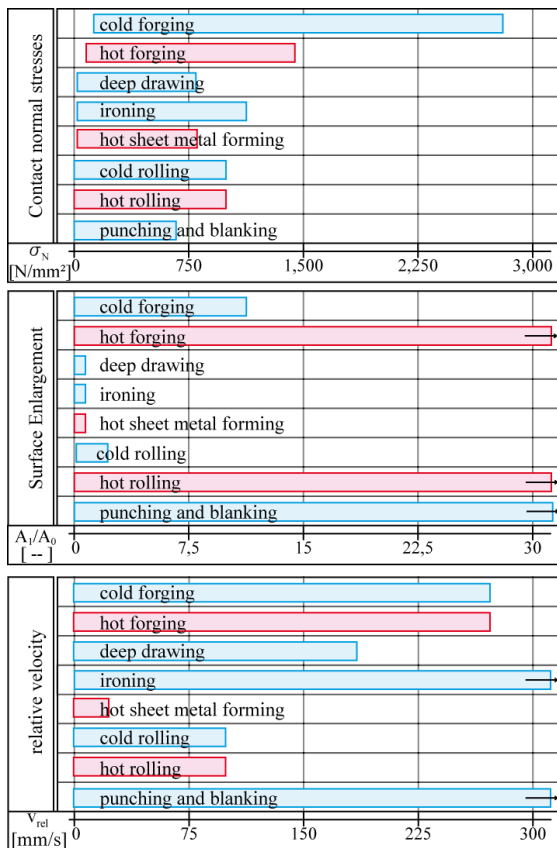 Contact normal stresses
cold forging
hot forging
deep drawing
ironing
hot sheet metal forming
cold rolling
hot rolling
punching and blanking
σN
[N/mm²]
0 750 1,500 2,250 3,000
Surface Enlargement
cold forging
hot forging
deep drawing
ironing
hot sheet metal forming
cold rolling
hot rolling
punching and blanking
A1/A0
[ -- ]
0 7,5 15 22,5 30
relative velocity
cold forging
hot forging
deep drawing
ironing
hot sheet metal forming
cold rolling
hot rolling
punching and blanking
vrel
[mm/s]
0 75 150 225 300